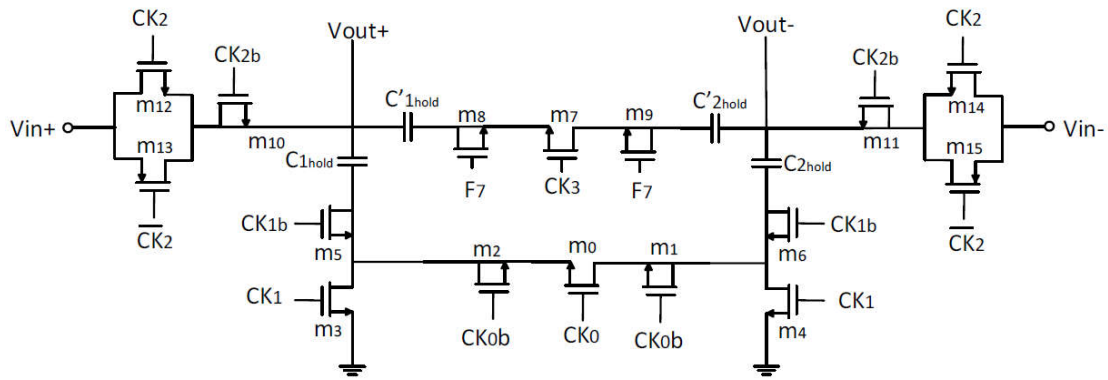 CK2
Vout+
Vout-
CK2
CK2b
CK2b
C'1hold
m8
m7
m9
C'2hold
m12
m14
Vin+
m13
m10
m11
m15
Vin-
C1hold
C2hold
F7
CK3
F7
CK2
CK2
CK1b
CK1b
m5
m2
m0
m1
m6
CK1
CK1
m3
CK0b
CK0
CK0b
m4